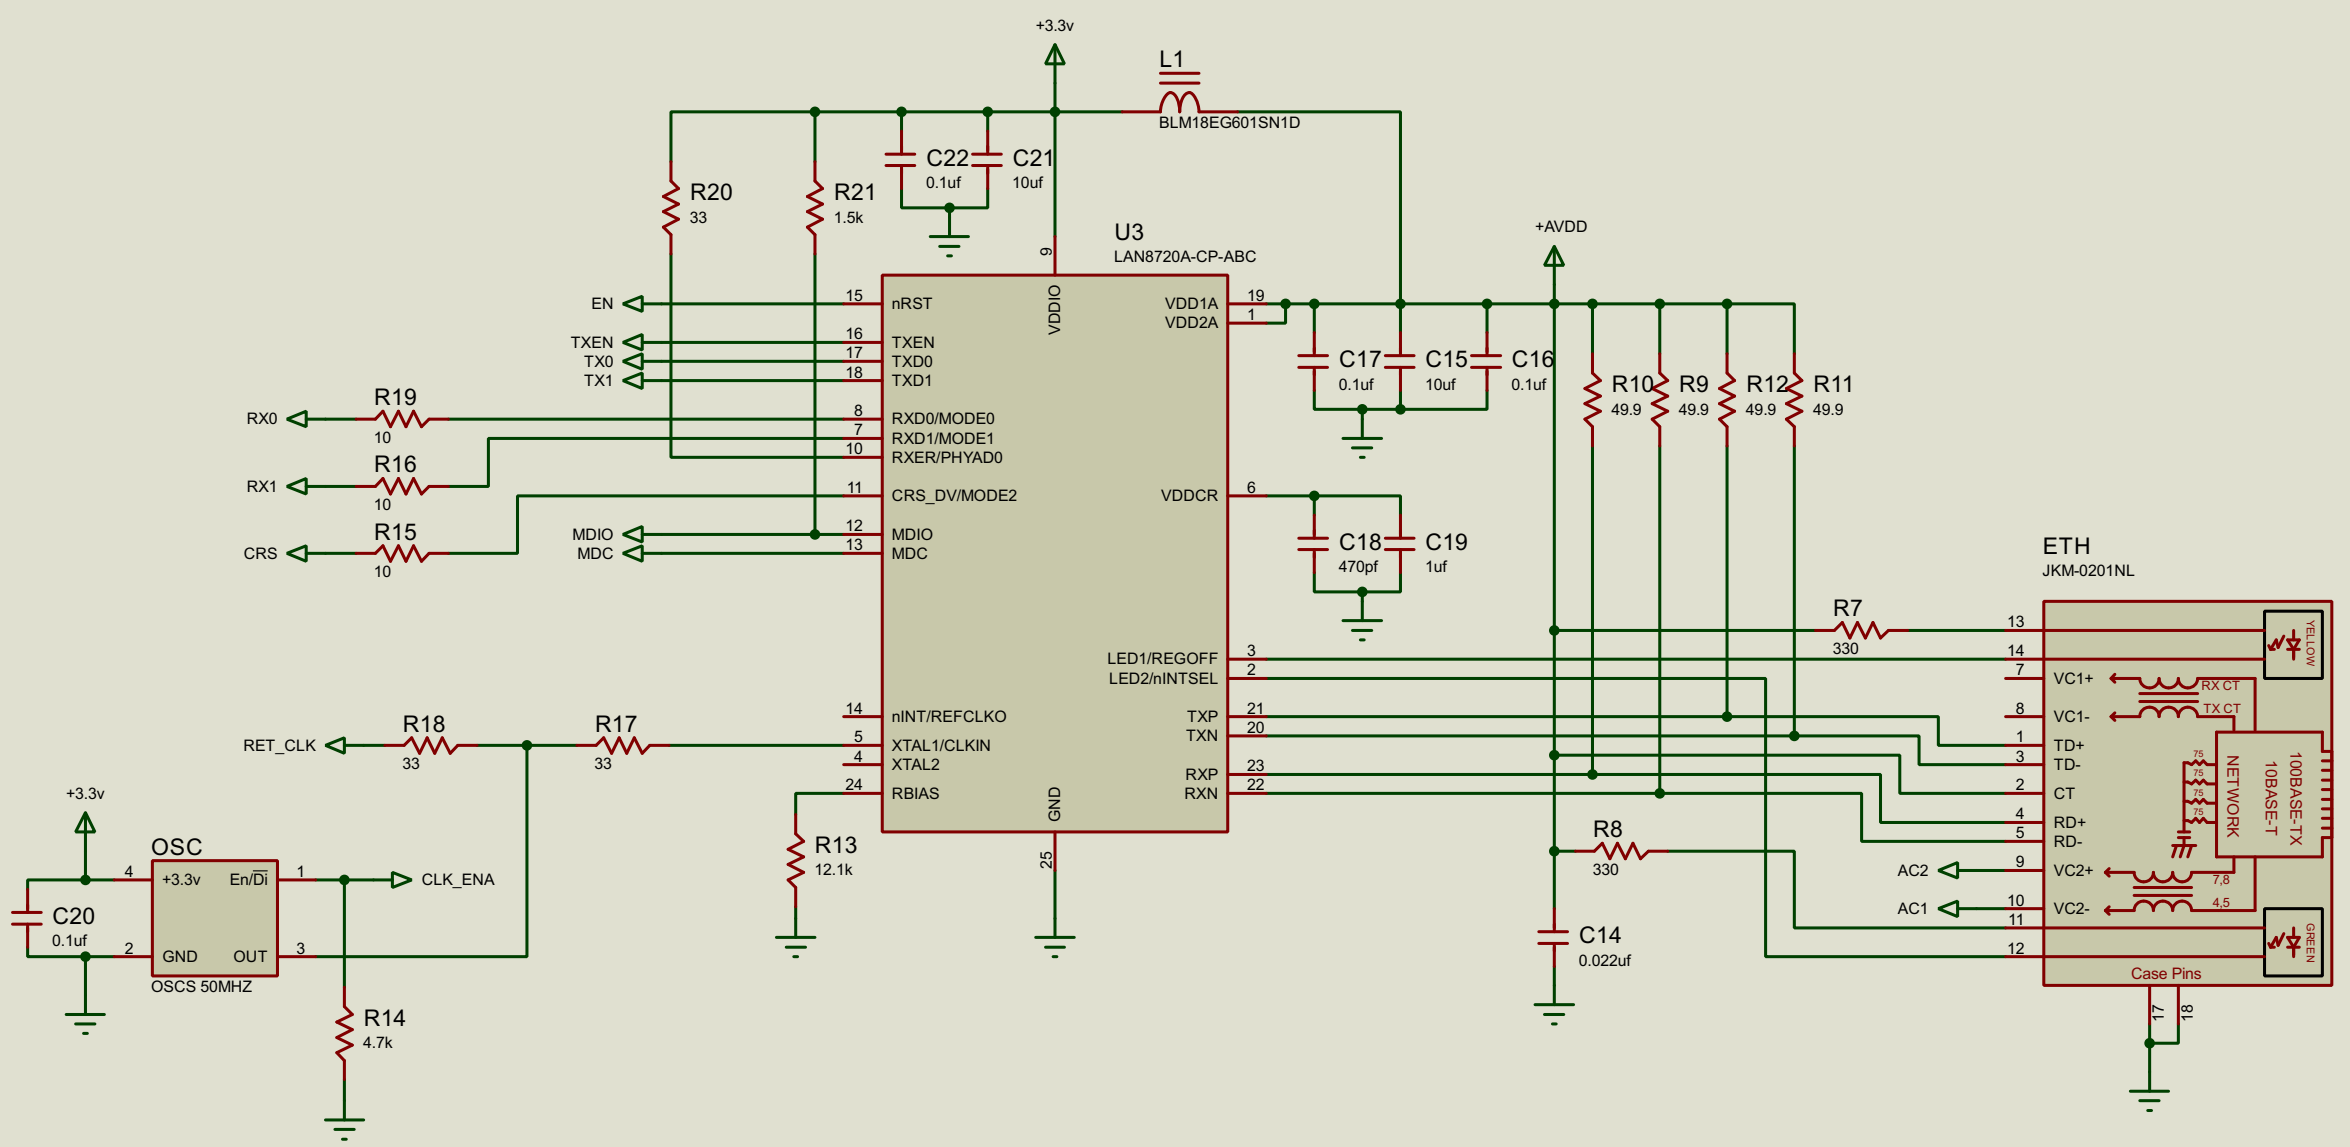 +3.3v
L1
BLM18EG601SN1D
C22
0.1uf
C21
10uf
R20
33
R21
1.5k
U3
LAN8720A-CP-ABC
+AVDD
9
VDDIO
EN
15
nRST
TXEN
16
TXEN
TX0
17
TXD0
TX1
18
TXD1
RX0
R19
10
8
RXD0/MODE0
7
RXD1/MODE1
10
RXER/PHYAD0
RX1
R16
10
11
CRS_DV/MODE2
CRS
R15
10
MDIO
12
MDIO
MDC
13
MDC
VDD1A
19
VDD2A
1
C17
0.1uf
C15
10uf
C16
0.1uf
R10
49.9
R9
49.9
R12
49.9
R11
49.9
VDDCR
6
C18
470pf
C19
1uf
LED1/REGOFF
3
LED2/nINTSEL
2
14
nINT/REFCLKO
RET_CLK
R18
33
R17
33
5
XTAL1/CLKIN
4
XTAL2
24
RBIAS
TXP
21
TXN
20
RXP
23
RXN
22
GND
25
R13
12.1k
+3.3v
OSC
4
+3.3v
En/Di
1
CLK_ENA
C20
0.1uf
2
GND
OUT
3
OSCS 50MHZ
R14
4.7k
R7
330
R8
330
C14
0.022uf
ETH
JKM-0201NL
13
YELLOW
14
7
VC1+
RX CT
8
VC1-
TX CT
1
TD+
3
TD-
2
CT
4
RD+
5
RD-
75
75
75
75
NETWORK
10BASE-T
100BASE-TX
AC2
9
VC2+
7,8
AC1
10
VC2-
4,5
11
12
GREEN
Case Pins
17
18